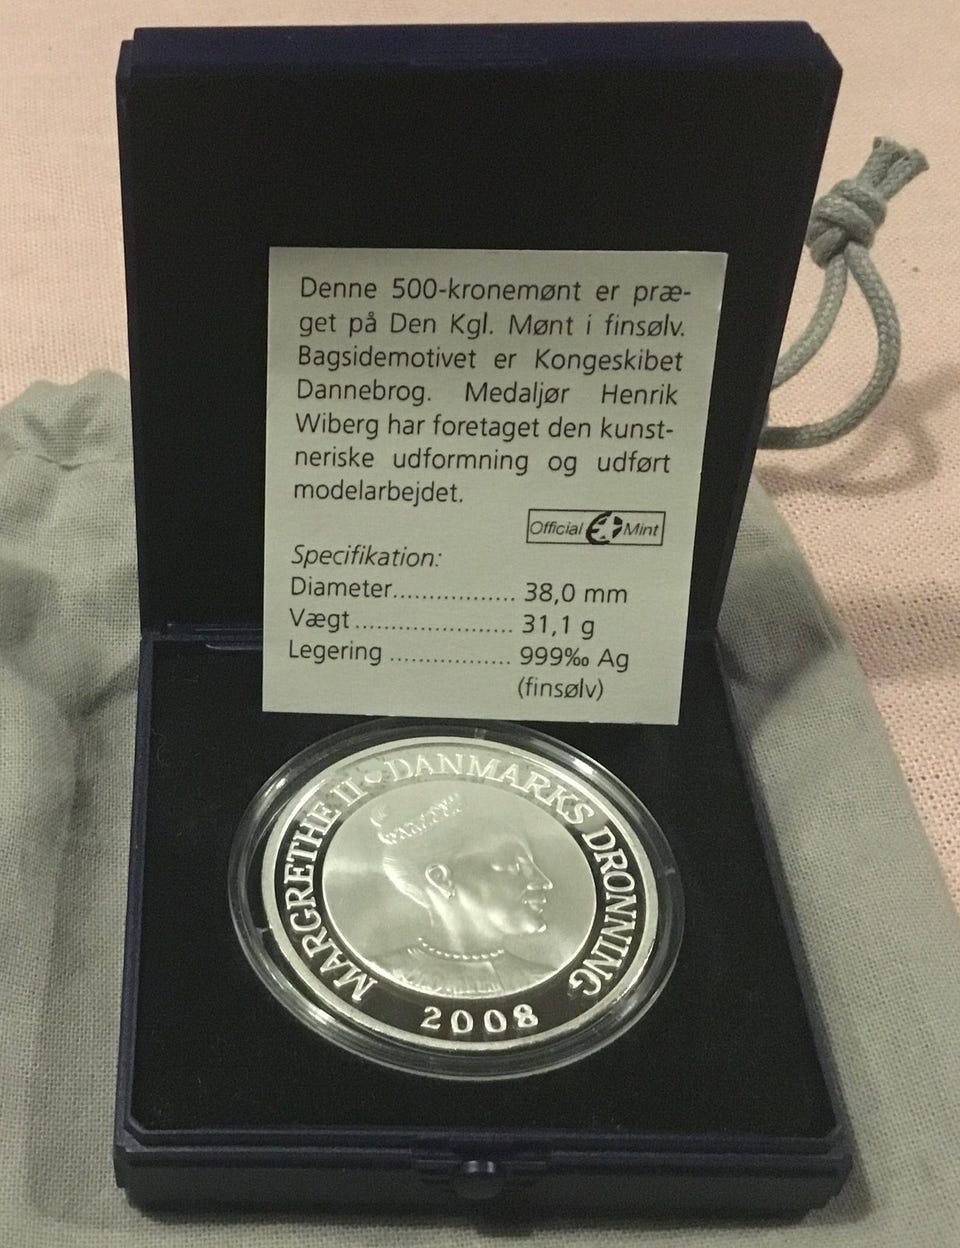 Denne 500-kronemønt er præ-
get på Den Kgl. Mønt i finsølv.
Bagsidemotivet er Kongeskibet
Dannebrog. Medaljør Henrik
Wiberg har foretaget den kunst-
neriske udformning og udført
modelarbejdet.
Official Mint
Specifikation:
Diameter................. 38,0 mm
Vægt....................... 31,1 g
Legering.................. 999‰ Ag
(finsølv)
MARGRETHE II DANMARKS DRONNING
2008